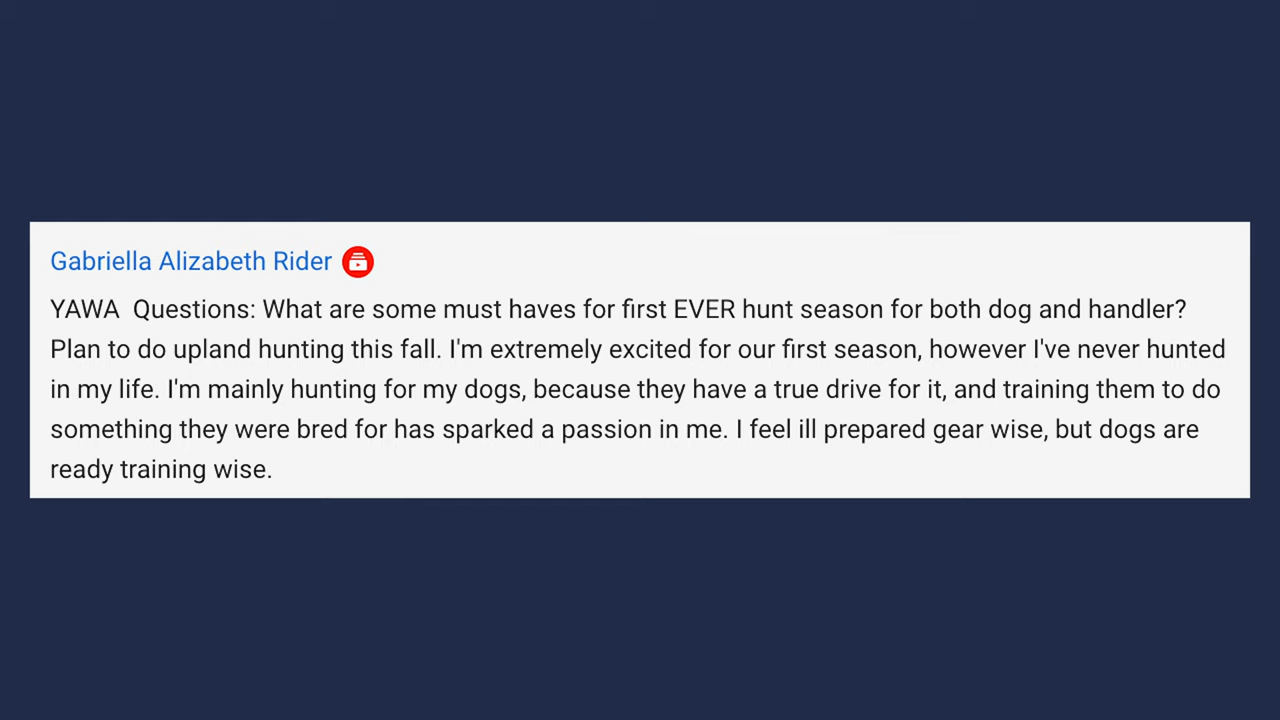 Gabriella Alizabeth Rider
YAWA  Questions: What are some must haves for first EVER hunt season for both dog and handler?
Plan to do upland hunting this fall. I'm extremely excited for our first season, however I've never hunted
in my life. I'm mainly hunting for my dogs, because they have a true drive for it, and training them to do
something they were bred for has sparked a passion in me. I feel ill prepared gear wise, but dogs are
ready training wise.